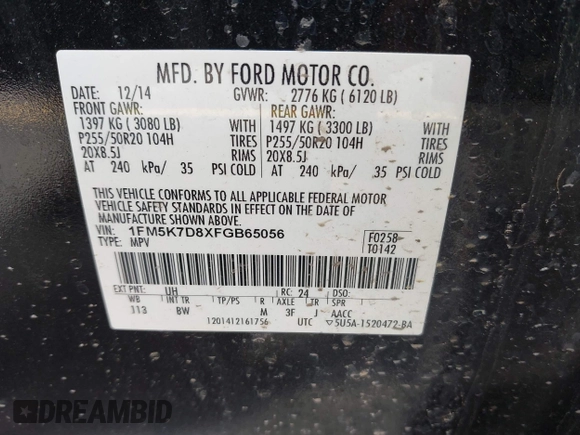 MFD. BY FORD MOTOR CO.
DATE: 12/14 GVWR: 2776 KG ( 6120 LB)
FRONT GAWR: REAR GAWR:
1397 KG ( 3080 LB) WITH 1497 KG ( 3300 LB) WITH
P255/50R20 104H TIRES P255/50R20 104H TIRES
20X8.5J RIMS 20X8.5J RIMS
AT 240 kPa/ 35 PSI COLD AT 240 kPa/ 35 PSI COLD
THIS VEHICLE CONFORMS TO ALL APPLICABLE FEDERAL MOTOR
VEHICLE SAFETY STANDARDS IN EFFECT ON THE DATE OF
MANUFACTURE SHOWN ABOVE.
VIN: 1FM5K7D8XFGB65056 F0258
TYPE: MPV T0142
EXT PNT: UH RC: 24 DSO:
WB INT TR TP/PS R AXLE TR SPR
113 BW M 3F J AACC
1201412161756 UTC ▽5U5A-1520472-BA
DREAMBID